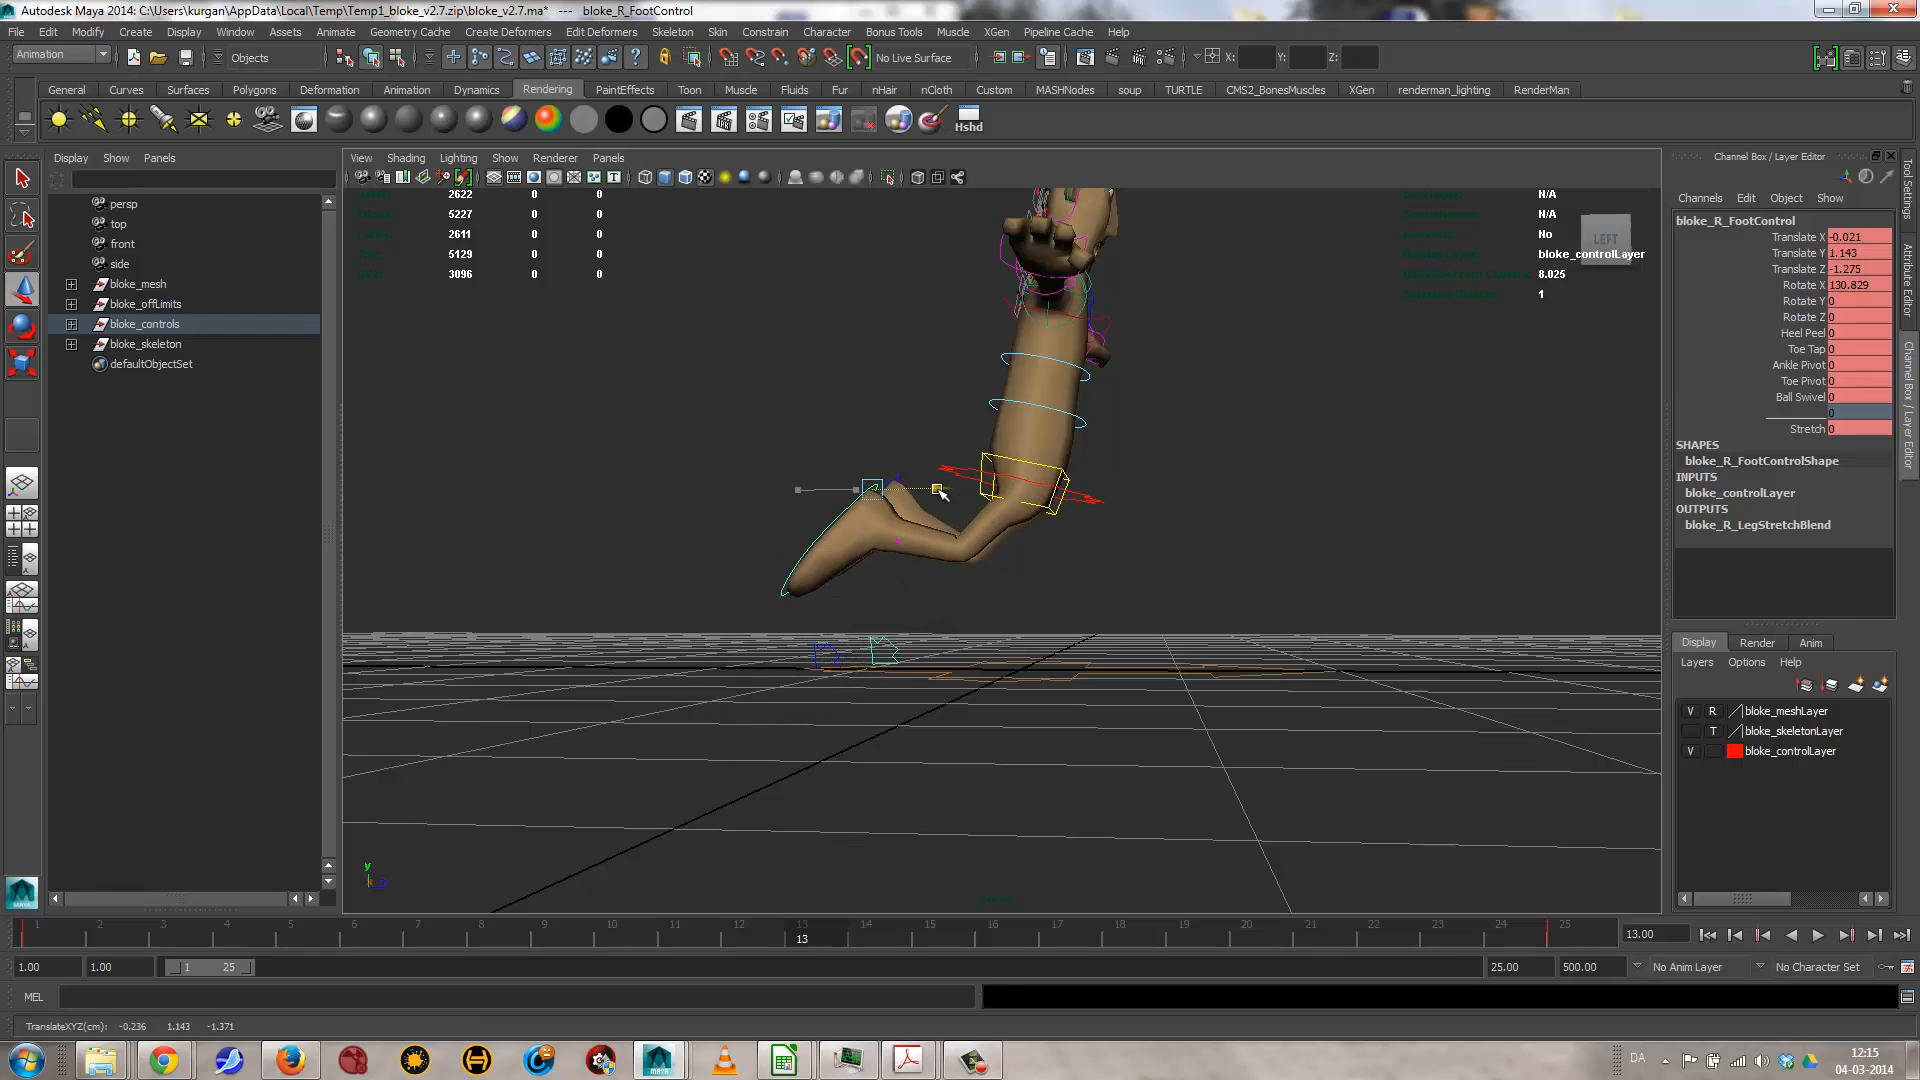 Autodesk Maya 2014: C:\Users\kurgan\AppData\Local\Temp\Temp1_bloke_v2.7.zip\bloke_v2.7.ma* --- bloke_R_FootControl
File Edit Modify Create Display Window Assets Animate Geometry Cache Create Deformers Edit Deformers Skeleton Skin Constrain Character Bonus Tools Muscle XGen Pipeline Cache Help
Animation Objects No Live Surface X: Y: Z:
General Curves Surfaces Polygons Deformation Animation Dynamics Rendering PaintEffects Toon Muscle Fluids Fur nHair nCloth Custom MASHNodes soup TURTLE CMS2_BonesMuscles XGen renderman_lighting RenderMan
Hshd
Display Show Panels
View Shading Lighting Show Renderer Panels
persp
top
front
side
bloke_mesh
bloke_offLimits
bloke_controls
bloke_skeleton
defaultObjectSet
2622 0 0
5227 0 0
2611 0 0
5129 0 0
3096 0 0
N/A
N/A
No
bloke_controlLayer
8.025
1
LEFT
y
Channel Box / Layer Editor
Channels Edit Object Show
bloke_R_FootControl
Translate X -0.021
Translate Y 1.143
Translate Z -1.275
Rotate X 130.829
Rotate Y 0
Rotate Z 0
Heel Peel 0
Toe Tap 0
Ankle Pivot 0
Toe Pivot 0
Ball Swivel 0
0
Stretch 0
SHAPES
bloke_R_FootControlShape
INPUTS
bloke_controlLayer
OUTPUTS
bloke_R_LegStretchBlend
Display Render Anim
Layers Options Help
V R bloke_meshLayer
T bloke_skeletonLayer
V bloke_controlLayer
Tool Settings
Attribute Editor
Channel Box / Layer Editor
1 2 3 4 5 6 7 8 9 10 11 12 13 14 15 16 17 18 19 20 21 22 23 24 25
13
13.00
1.00 1.00 1 25 25.00 500.00 No Anim Layer No Character Set
MEL
TranslateXYZ(cm): -0.236 1.143 -1.371
MAYA
DA
12:15
04-03-2014